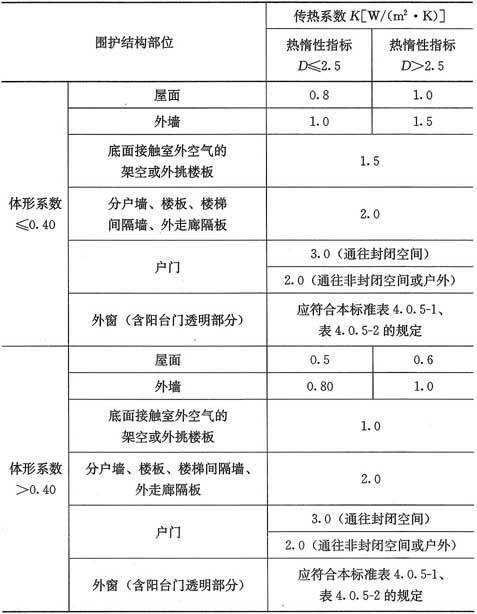 围护结构部位
传热系数 K[W/(m²·K)]
热惰性指标
D≤2.5
热惰性指标
D>2.5
体形系数
≤0.40
屋面
0.8
1.0
外墙
1.0
1.5
底面接触室外空气的
架空或外挑楼板
1.5
分户墙、楼板、楼梯
间隔墙、外走廊隔板
2.0
户门
3.0（通往封闭空间）
2.0（通往非封闭空间或户外）
外窗（含阳台门透明部分）
应符合本标准表 4.0.5-1、
表 4.0.5-2 的规定
体形系数
>0.40
屋面
0.5
0.6
外墙
0.80
1.0
底面接触室外空气的
架空或外挑楼板
1.0
分户墙、楼板、楼梯间隔墙、
外走廊隔板
2.0
户门
3.0（通往封闭空间）
2.0（通往非封闭空间或户外）
外窗（含阳台门透明部分）
应符合本标准表 4.0.5-1、
表 4.0.5-2 的规定